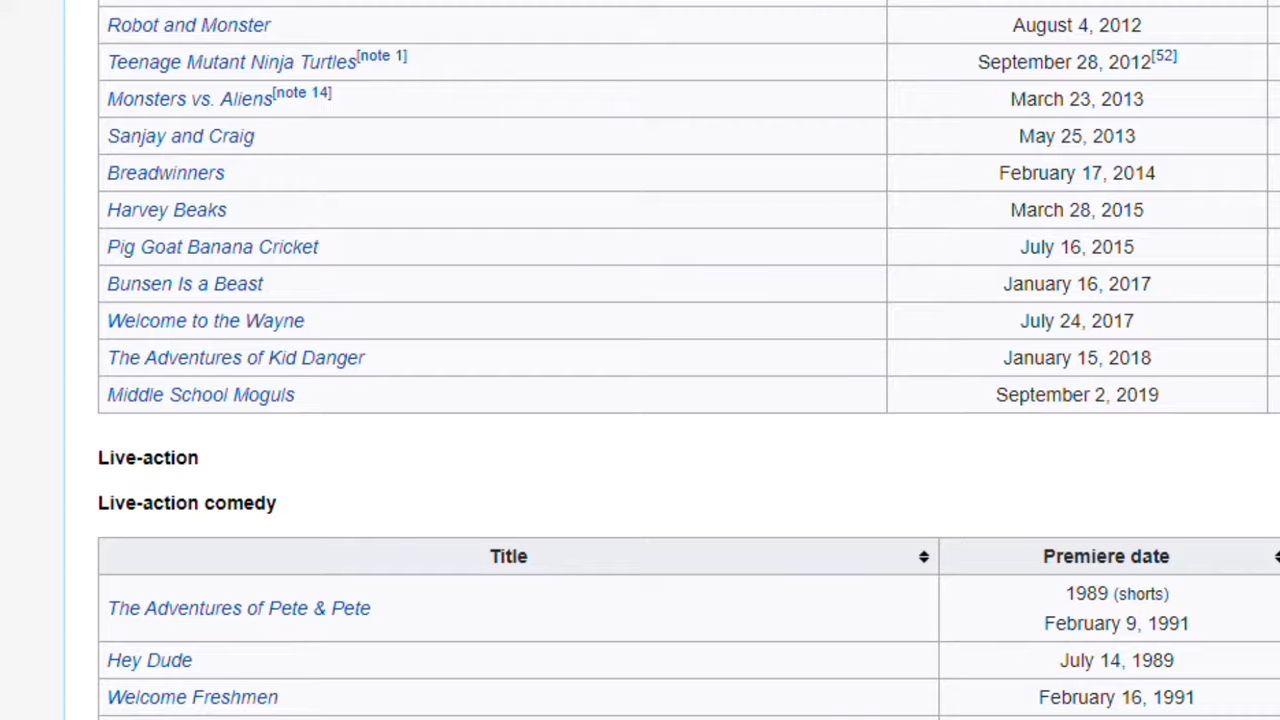 Robot and Monster August 4, 2012
Teenage Mutant Ninja Turtles[note 1] September 28, 2012[52]
Monsters vs. Aliens[note 14] March 23, 2013
Sanjay and Craig May 25, 2013
Breadwinners February 17, 2014
Harvey Beaks March 28, 2015
Pig Goat Banana Cricket July 16, 2015
Bunsen Is a Beast January 16, 2017
Welcome to the Wayne July 24, 2017
The Adventures of Kid Danger January 15, 2018
Middle School Moguls September 2, 2019
Live-action
Live-action comedy
Title Premiere date
The Adventures of Pete & Pete 1989 (shorts)
February 9, 1991
Hey Dude July 14, 1989
Welcome Freshmen February 16, 1991